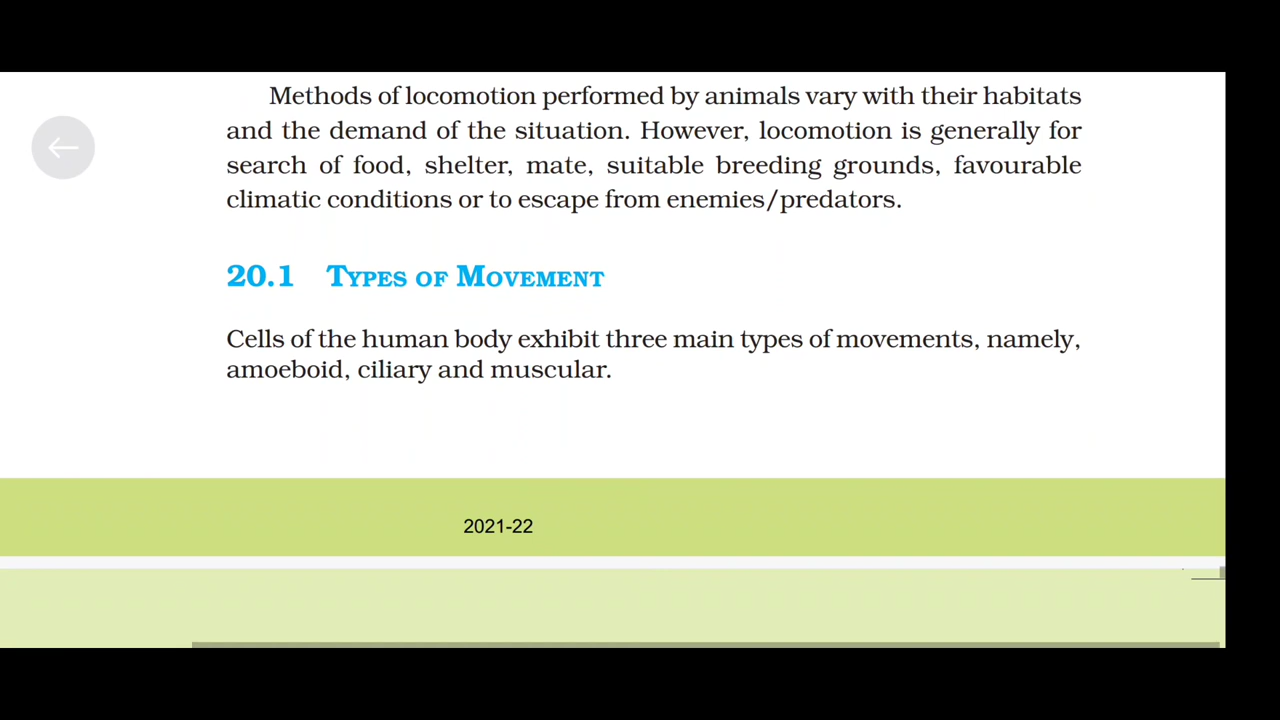 Methods of locomotion performed by animals vary with their habitats
and the demand of the situation. However, locomotion is generally for
search of food, shelter, mate, suitable breeding grounds, favourable
climatic conditions or to escape from enemies/predators.
20.1 TYPES OF MOVEMENT
Cells of the human body exhibit three main types of movements, namely,
amoeboid, ciliary and muscular.
2021-22